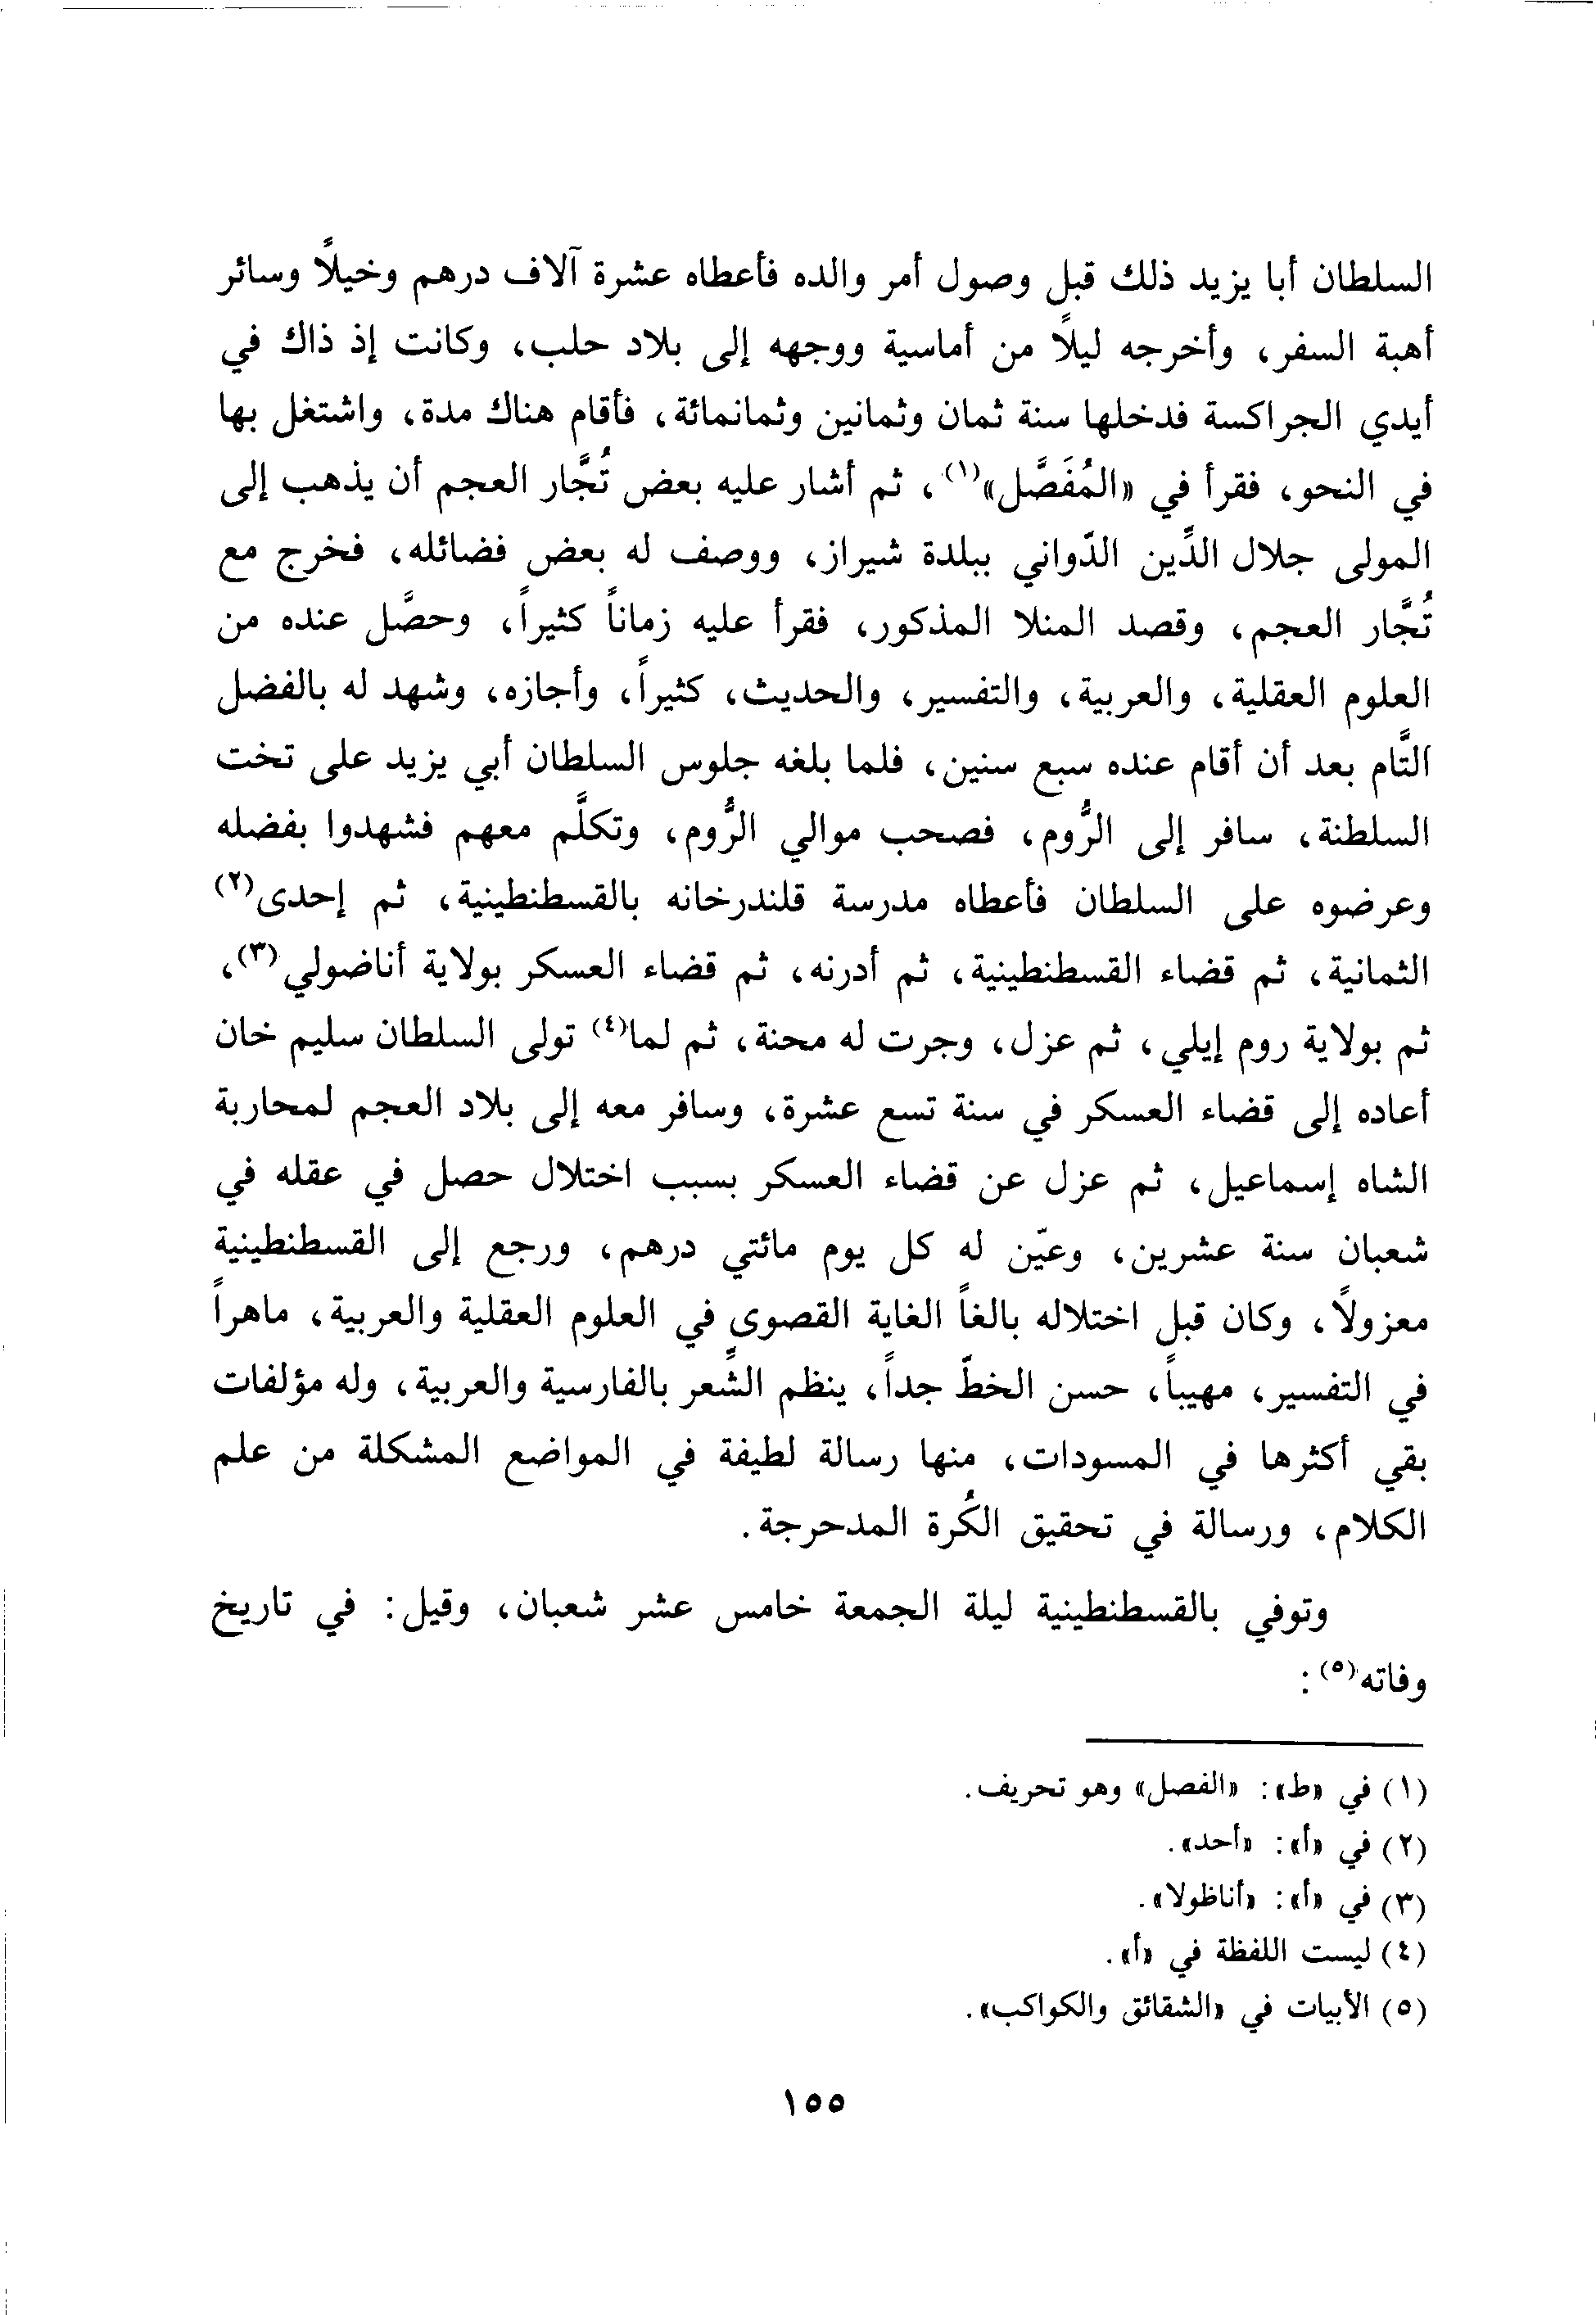 السلطان أبا يزيد ذلك قبل وصول أمر والده فأعطاه عشرة آلاف درهم وخيلاً وسائر
أهبة السفر، وأخرجه ليلاً من أماسية ووجهه إلى بلاد حلب، وكانت إذ ذاك في
أيدي الجراكسة فدخلها سنة ثمان وثمانين وثمانمائة، فأقام هناك مدة، واشتغل بها
في النحو، فقرأ في «المُفَصَّل»(١)، ثم أشار عليه بعض تُجَّار العجم أن يذهب إلى
المولى جلال الدِّين الدّواني ببلدة شيراز، ووصف له بعض فضائله، فخرج مع
تُجَّار العجم، وقصد المنلا المذكور، فقرأ عليه زماناً كثيراً، وحصَّل عنده من
العلوم العقلية، والعربية، والتفسير، والحديث، كثيراً، وأجازه، وشهد له بالفضل
التَّام بعد أن أقام عنده سبع سنين، فلما بلغه جلوس السلطان أبي يزيد على تخت
السلطنة، سافر إلى الرُّوم، فصحب موالي الرُّوم، وتكلَّم معهم فشهدوا بفضله
وعرضوه على السلطان فأعطاه مدرسة قلندرخانه بالقسطنطينية، ثم إحدى(٢)
الثمانية، ثم قضاء القسطنطينية، ثم أدرنه، ثم قضاء العسكر بولاية أناضولي(٣)،
ثم بولاية روم إيلي، ثم عزل، وجرت له محنة، ثم لما(٤) تولى السلطان سليم خان
أعاده إلى قضاء العسكر في سنة تسع عشرة، وسافر معه إلى بلاد العجم لمحاربة
الشاه إسماعيل، ثم عزل عن قضاء العسكر بسبب اختلال حصل في عقله في
شعبان سنة عشرين، وعيّن له كل يوم مائتي درهم، ورجع إلى القسطنطينية
معزولاً، وكان قبل اختلاله بالغاً الغاية القصوى في العلوم العقلية والعربية، ماهراً
في التفسير، مهيباً، حسن الخطّ جداً، ينظم الشِّعر بالفارسية والعربية، وله مؤلفات
بقي أكثرها في المسودات، منها رسالة لطيفة في المواضع المشكلة من علم
الكلام، ورسالة في تحقيق الكُرة المدحرجة.
وتوفي بالقسطنطينية ليلة الجمعة خامس عشر شعبان، وقيل: في تاريخ
وفاته(٥):
(١) في «ط»: «الفصل» وهو تحريف.
(٢) في «أ»: «أحد».
(٣) في «أ»: «أناظولا».
(٤) ليست اللفظة في «أ».
(٥) الأبيات في «الشقائق والكواكب».
١٥٥